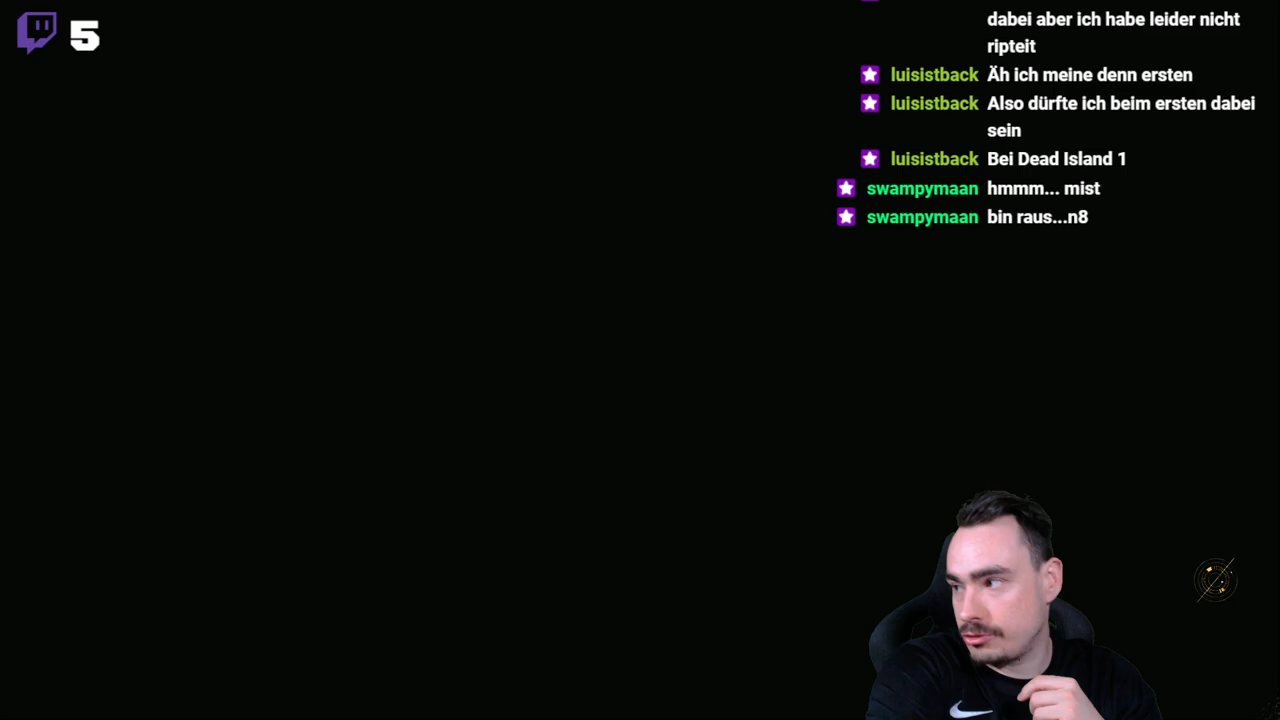 5
dabei aber ich habe leider nicht
ripteit
luisistback Äh ich meine denn ersten
luisistback Also dürfte ich beim ersten dabei
sein
luisistback Bei Dead Island 1
swampymaan hmmm... mist
swampymaan bin raus...n8